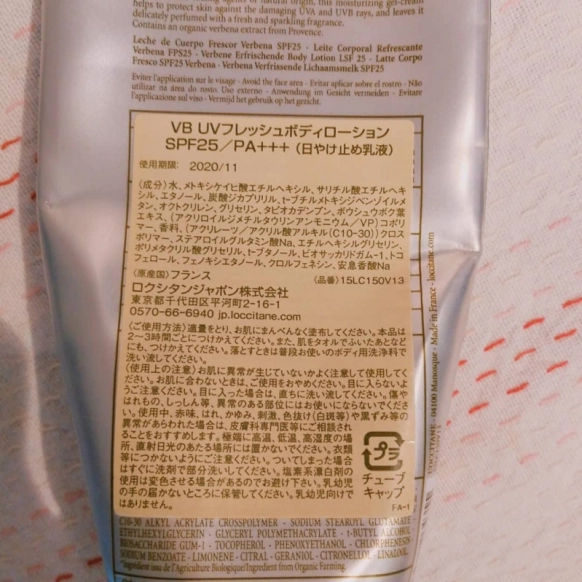 helps to protect skin against the damaging UVA and UVB rays, and leaves it
delicately perfumed with a fresh and sparkling fragrance.
Contains an organic verbena extract from Provence.
Leche de Cuerpo Frescor Verbena SPF25 - Leite Corporal Refrescante
Verbena FPS25 - Verbene Erfrischende Body Lotion LSF 25 - Latte Corpo
Fresco SPF25 Verbena - Verbena Verfrissende Lichaamsmelk SPF25
Eviter l'application sur le visage - Avoid the face area - Evitar aplicar sobre el rostro - Não
utilizar na zona do rosto. Uso externo - Anwendung im Gesicht vermeiden - Evitare
l'applicazione sul viso - Vermijd het gebruik op het gezicht.
VB UVフレッシュボディローション
SPF25/PA+++ (日やけ止め乳液)
使用期限: 2020/11
(成分)水、メトキシケイヒ酸エチルヘキシル、サリチル酸エチルヘキ
シル、エタノール、炭酸ジカプリリル、t-ブチルメトキシジベンゾイルメ
タン、オクトクリレン、グリセリン、タピオカデンプン、ボウシュウボク葉
エキス、(アクリロイルジメチルタウリンアンモニウム/VP)コポリ
マー、香料、(アクリレーツ/アクリル酸アルキル(C10-30))クロス
ポリマー、ステアロイルグルタミン酸Na、エチルヘキシルグリセリン、
ポリメタクリル酸グリセリル、t-ブタノール、ビオサッカリドガム-1、トコ
フェロール、フェノキシエタノール、クロルフェネシン、安息香酸Na
(原産国)フランス (品番)15LC150V13
ロクシタンジャポン株式会社
東京都千代田区平河町2-16-1
0570-66-6940 jp.loccitane.com
(ご使用方法)適量をとり、お肌にまんべんなく塗布してください。本品は
2〜3時間ごとにつけかえてください。また、肌をタオルでふいたあとなど
にも、つけかえてください。落とすときは普段お使いのボディ用洗浄料で
洗い流してください。
(使用上の注意)お肌に異常が生じていないかよく注意して使用してく
ださい。お肌に合わないときは、ご使用をおやめください。目に入らないよ
うご注意ください。目に入った場合は、直ちに洗い流してください。傷や
はれもの、しっしん等、異常のある部位にはお使いにならないでくださ
い。使用中、赤味、はれ、かゆみ、刺激、色抜け(白斑等)や黒ずみ等の
異常があらわれた場合は、皮膚科専門医等にご相談され
ることをおすすめします。極端に高温、低温、高湿度の場
所、直射日光のあたる場所には置かないでください。衣類
等につかないようにご注意ください。ついてしまった場合
はすぐに洗剤で部分洗いしてください。塩素系漂白剤の
使用は変色させる場合があるのでお避け下さい。乳幼児
の手の届かないところに保管してください。乳幼児向けで
はありません。
プラ
チューブ
キャップ
FA-1
04100 Manosque - Made in France - loccitane.com
C10-30 ALKYL ACRYLATE CROSSPOLYMER - SODIUM STEAROYL GLUTAMATE
ETHYLHEXYLGLYCERIN - GLYCERYL POLYMETHACRYLATE - t-BUTYL ALCOHOL
BIOSACCHARIDE GUM-1 - TOCOPHEROL - PHENOXYETHANOL - CHLORPHENESIN
SODIUM BENZOATE - LIMONENE - CITRAL - GERANIOL - CITRONELLOL - LINALOOL
*Ingrédient issu de l'Agriculture Biologique/Ingredient from Organic Farming.